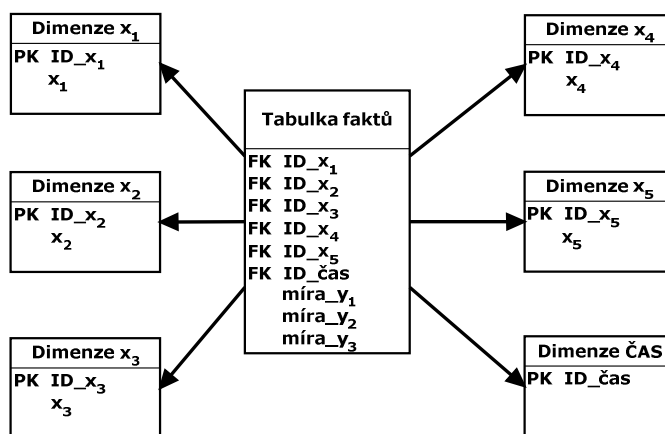 Dimenze x₁
PK ID_x₁
x₁
Dimenze x₂
PK ID_x₂
x₂
Dimenze x₃
PK ID_x₃
x₃
Tabulka faktů
FK ID_x₁
FK ID_x₂
FK ID_x₃
FK ID_x₄
FK ID_x₅
FK ID_čas
míra_y₁
míra_y₂
míra_y₃
Dimenze x₄
PK ID_x₄
x₄
Dimenze x₅
PK ID_x₅
x₅
Dimenze ČAS
PK ID_čas